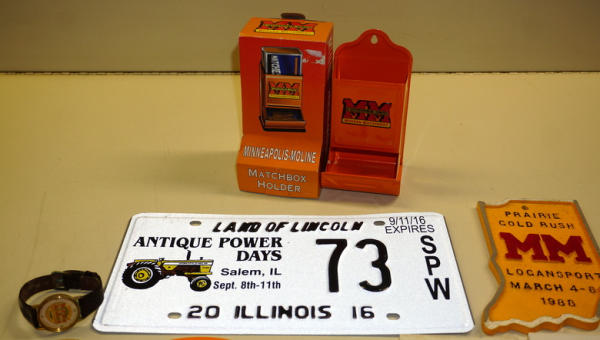 MM
MM
MM
MINNEAPOLIS-MOLINE
MATCHBOX
HOLDER
LAND OF LINCOLN
9/11/16
EXPIRES
ANTIQUE POWER
DAYS
Salem, IL
Sept. 8th-11th
73
SPW
20 ILLINOIS 16
PRAIRIE
GOLD RUSH
MM
LOGANSPORT
MARCH 4-6
1988